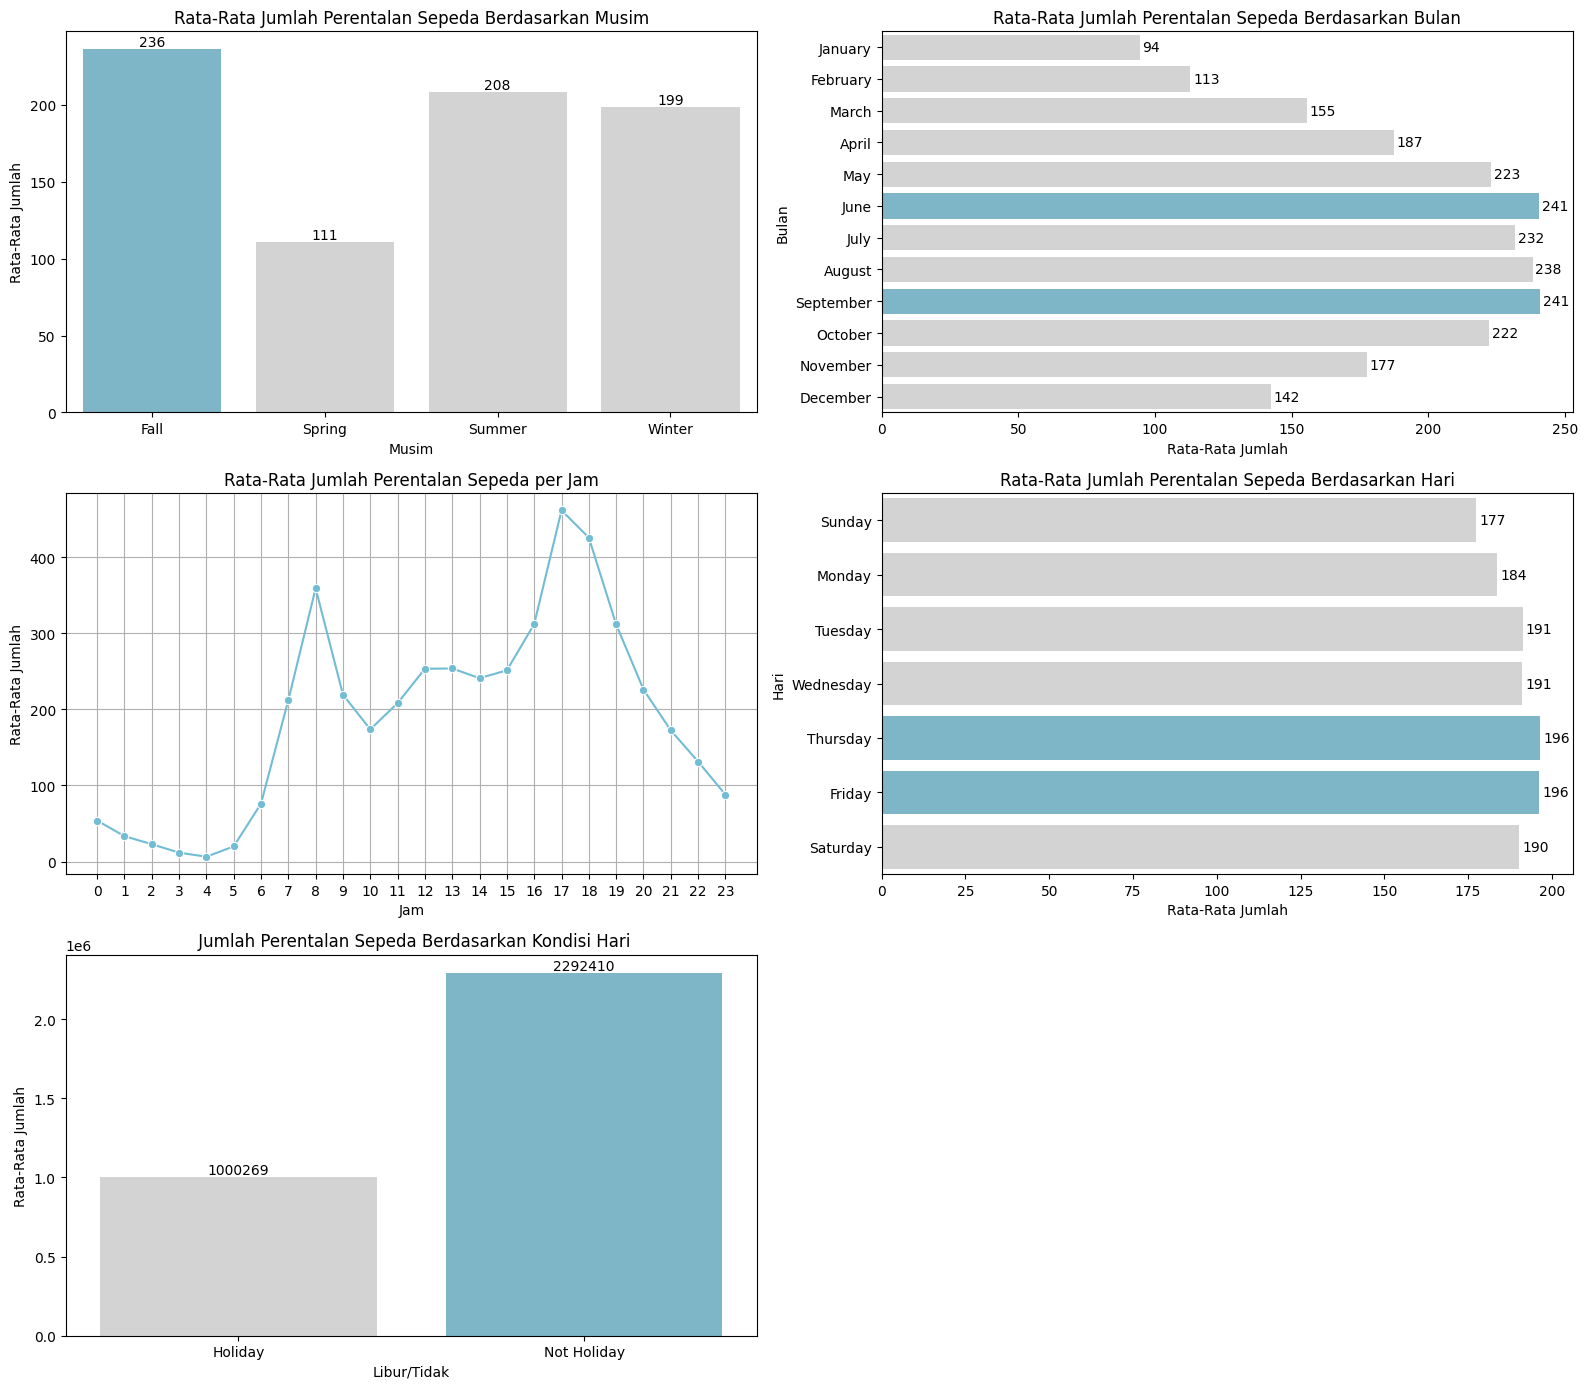 Rata-Rata Jumlah Perentalan Sepeda Berdasarkan Musim
Rata-Rata Jumlah
200
150
100
50
0
236
111
208
199
Fall Spring Summer Winter
Musim
Rata-Rata Jumlah Perentalan Sepeda Berdasarkan Bulan
Bulan
January 94
February 113
March 155
April 187
May 223
June 241
July 232
August 238
September 241
October 222
November 177
December 142
0 50 100 150 200 250
Rata-Rata Jumlah
Rata-Rata Jumlah Perentalan Sepeda per Jam
Rata-Rata Jumlah
400
300
200
100
0
0 1 2 3 4 5 6 7 8 9 10 11 12 13 14 15 16 17 18 19 20 21 22 23
Jam
Rata-Rata Jumlah Perentalan Sepeda Berdasarkan Hari
Hari
Sunday 177
Monday 184
Tuesday 191
Wednesday 191
Thursday 196
Friday 196
Saturday 190
0 25 50 75 100 125 150 175 200
Rata-Rata Jumlah
Jumlah Perentalan Sepeda Berdasarkan Kondisi Hari
1e6
Rata-Rata Jumlah
2.0
1.5
1.0
0.5
0.0
1000269
2292410
Holiday Not Holiday
Libur/Tidak